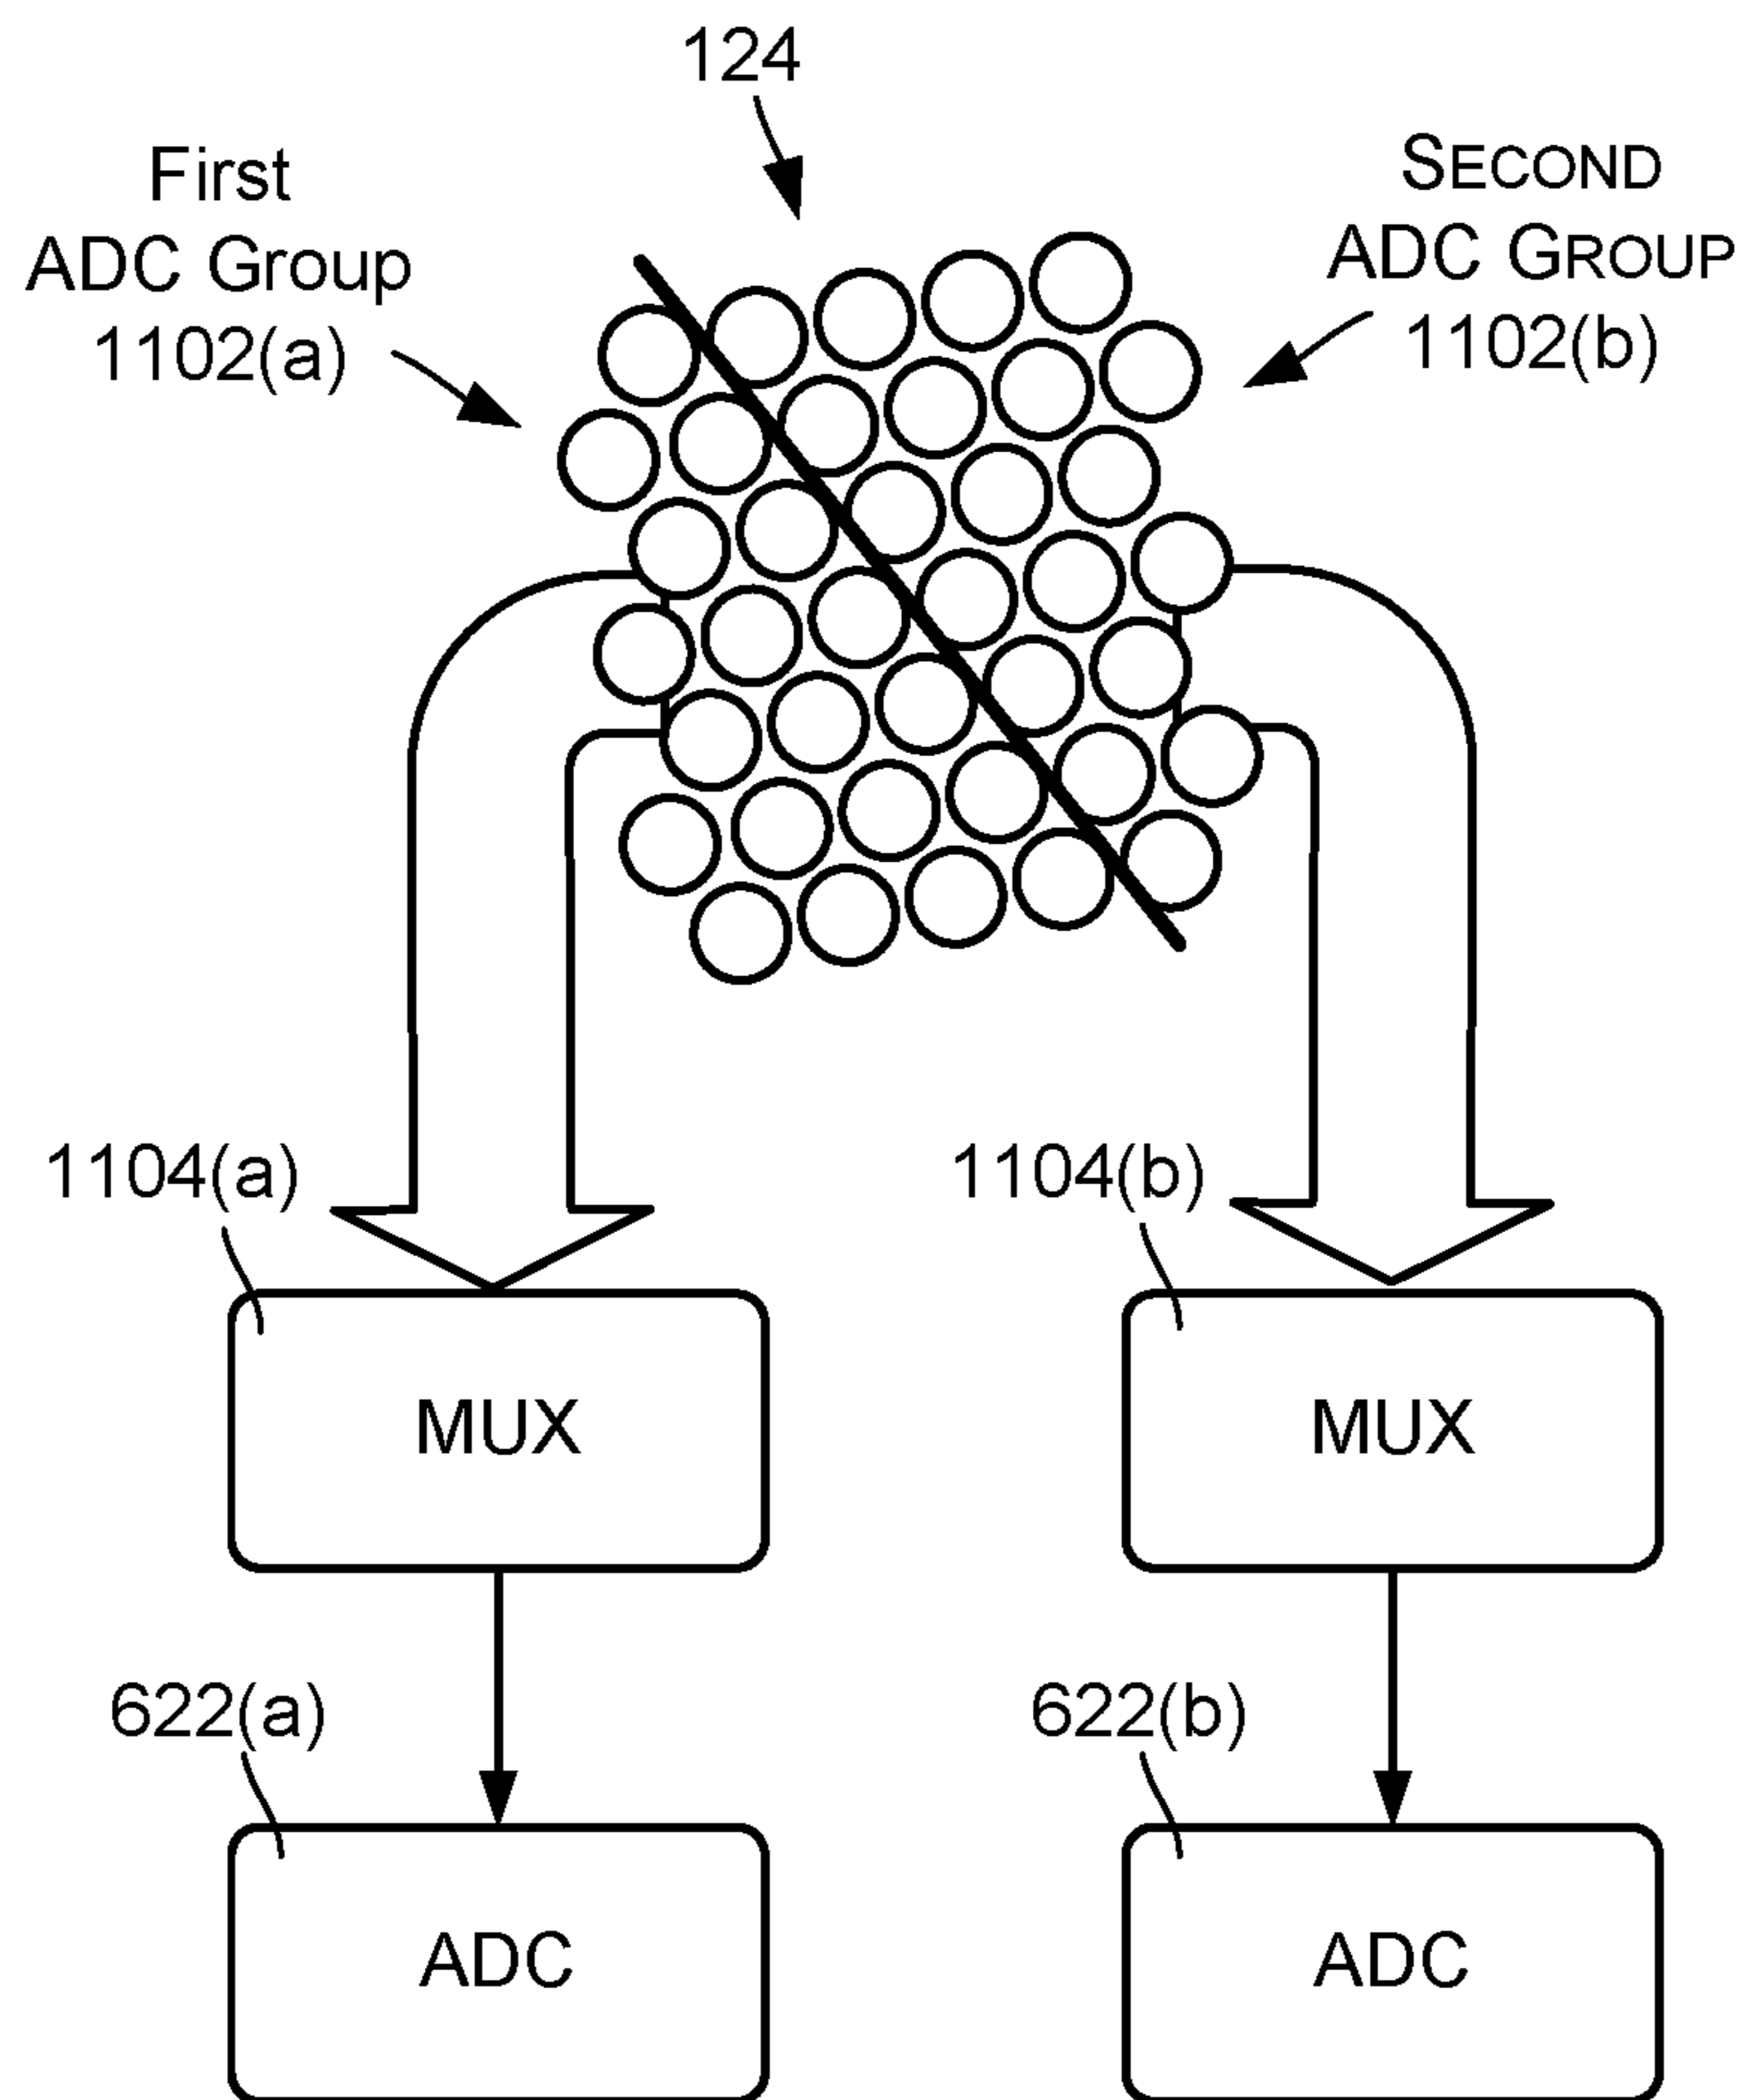 124
First
ADC Group
1102(a)
SECOND
ADC GROUP
1102(b)
1104(a)
1104(b)
MUX
MUX
622(a)
622(b)
ADC
ADC